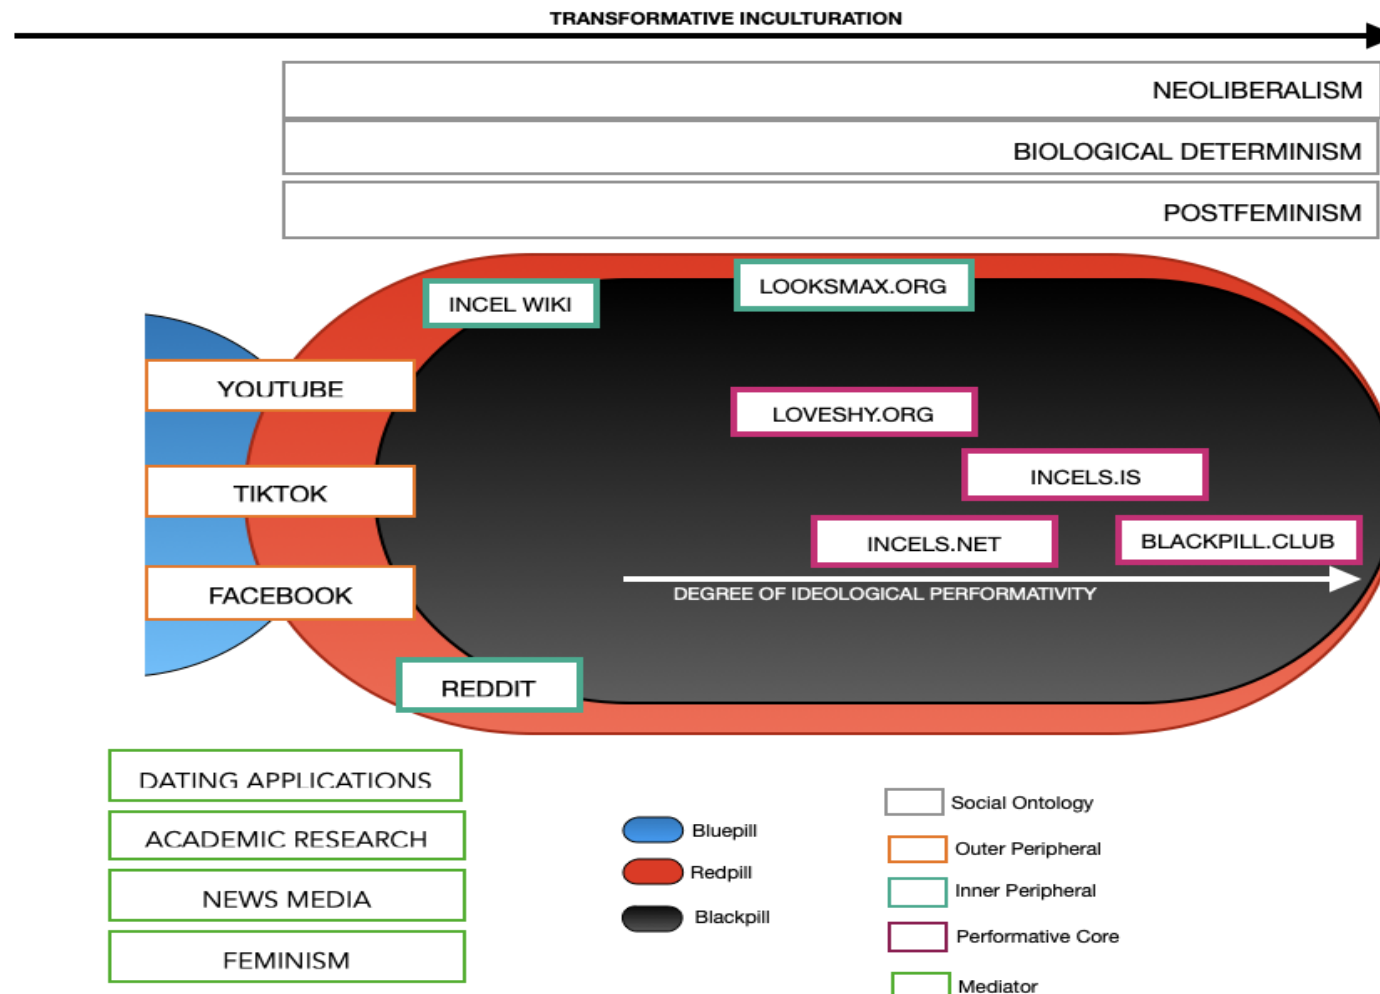 TRANSFORMATIVE INCULTURATION
NEOLIBERALISM
BIOLOGICAL DETERMINISM
POSTFEMINISM
LOOKSMAX.ORG
INCEL WIKI
YOUTUBE
LOVESHY.ORG
INCELS.IS
TIKTOK
INCELS.NET
BLACKPILL.CLUB
DEGREE OF IDEOLOGICAL PERFORMATIVITY
FACEBOOK
REDDIT
DATING APPLICATIONS
ACADEMIC RESEARCH
NEWS MEDIA
FEMINISM
Bluepill
Redpill
Blackpill
Social Ontology
Outer Peripheral
Inner Peripheral
Performative Core
Mediator